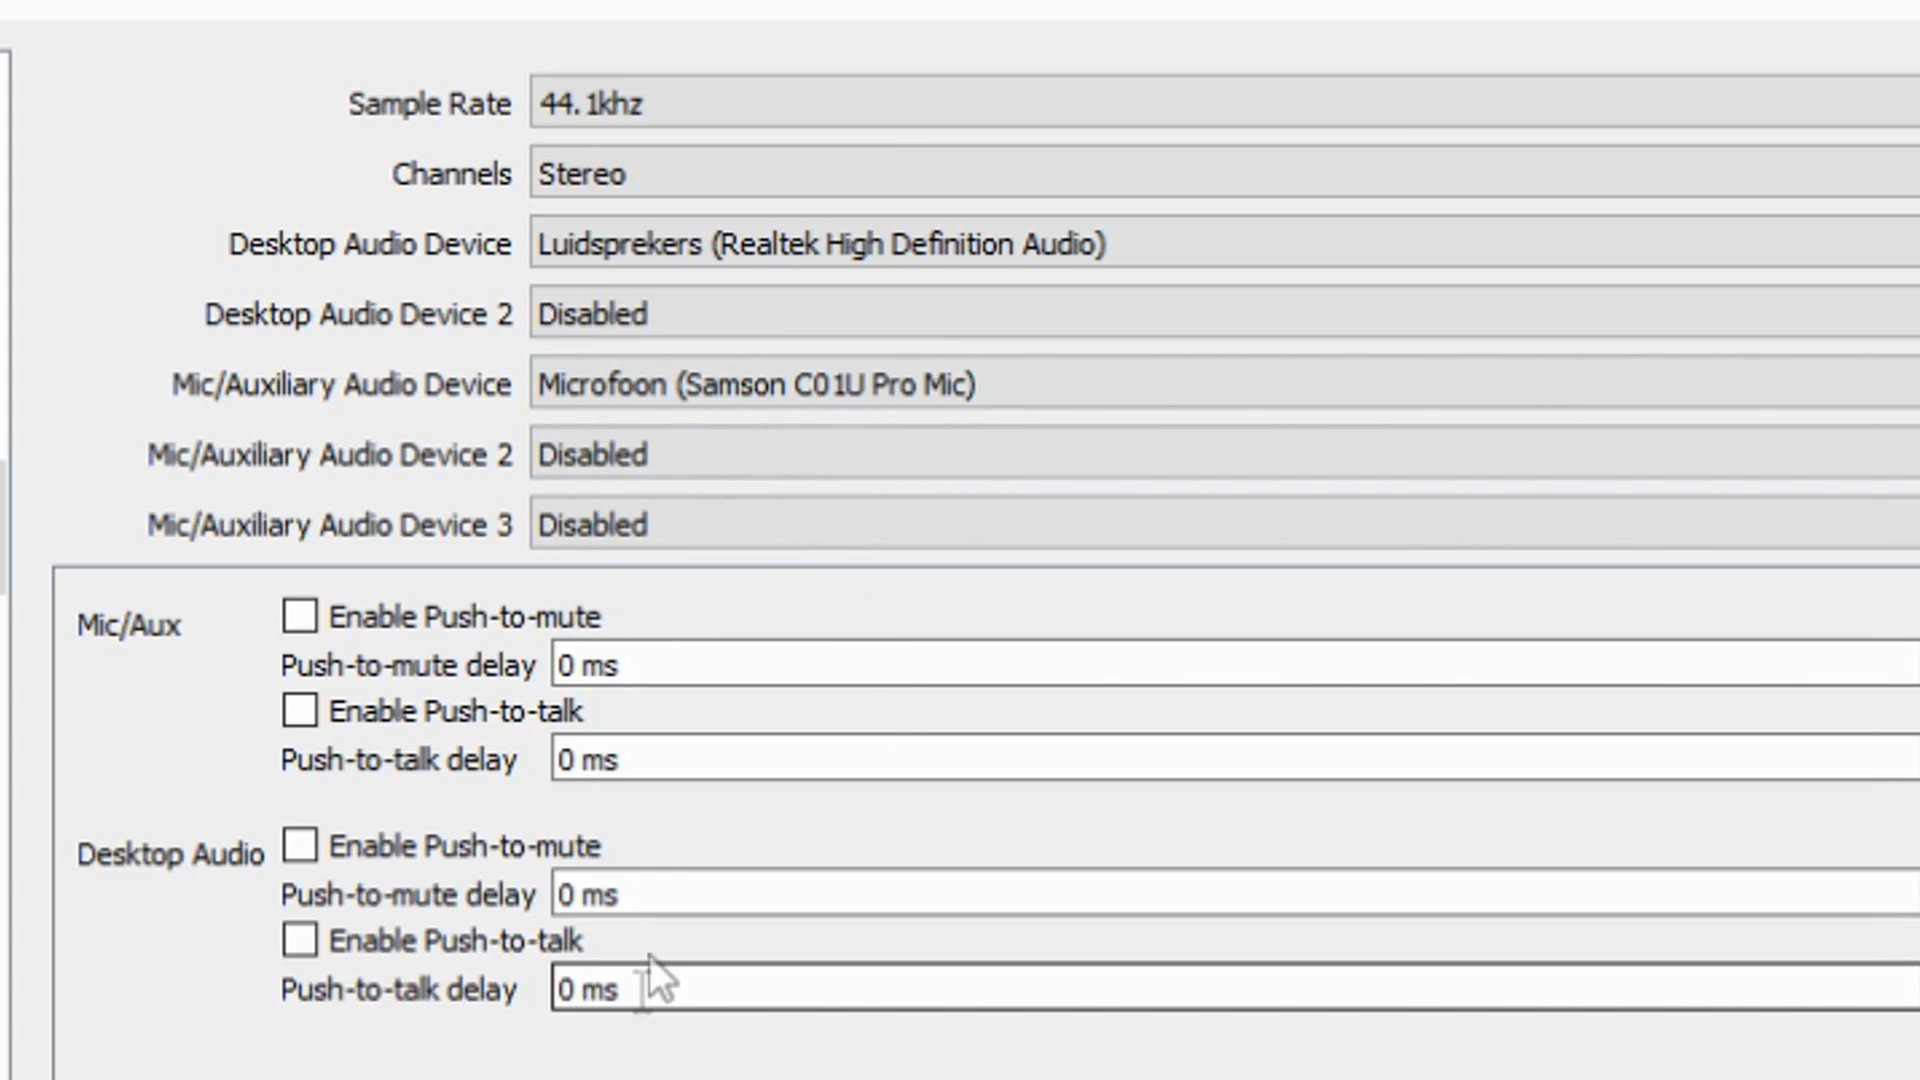 Sample Rate 44.1khz
Channels Stereo
Desktop Audio Device Luidsprekers (Realtek High Definition Audio)
Desktop Audio Device 2 Disabled
Mic/Auxiliary Audio Device Microfoon (Samson C01U Pro Mic)
Mic/Auxiliary Audio Device 2 Disabled
Mic/Auxiliary Audio Device 3 Disabled
Mic/Aux Enable Push-to-mute
Push-to-mute delay 0 ms
Enable Push-to-talk
Push-to-talk delay 0 ms
Desktop Audio Enable Push-to-mute
Push-to-mute delay 0 ms
Enable Push-to-talk
Push-to-talk delay 0 ms